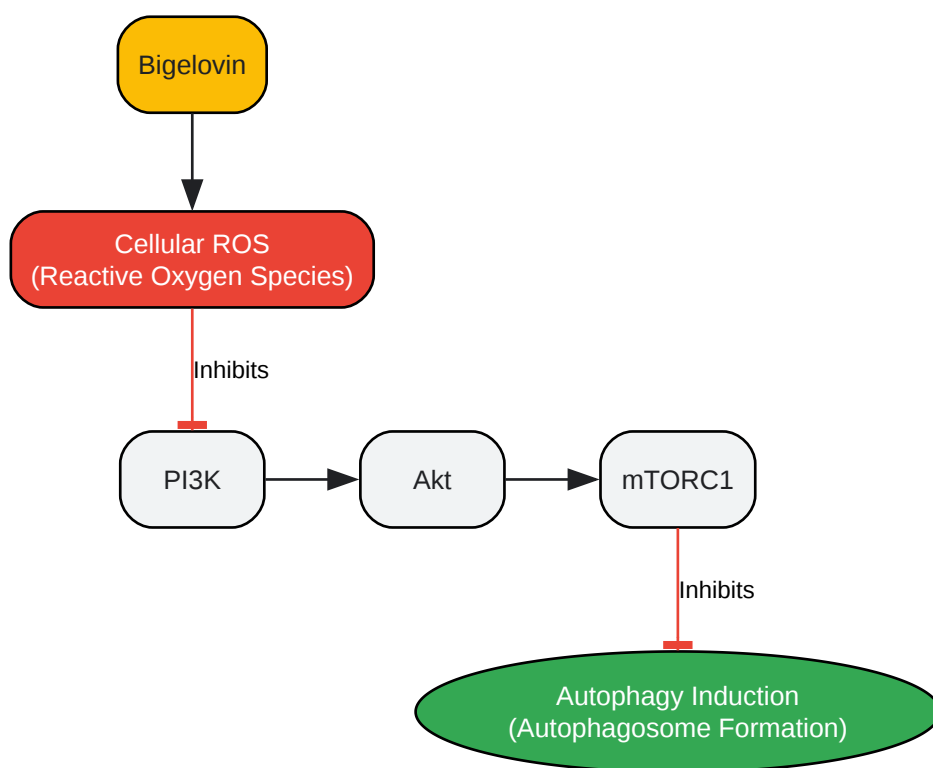 Bigelovin
Cellular ROS
(Reactive Oxygen Species)
Inhibits
PI3K
Akt
mTORC1
Inhibits
Autophagy Induction
(Autophagosome Formation)